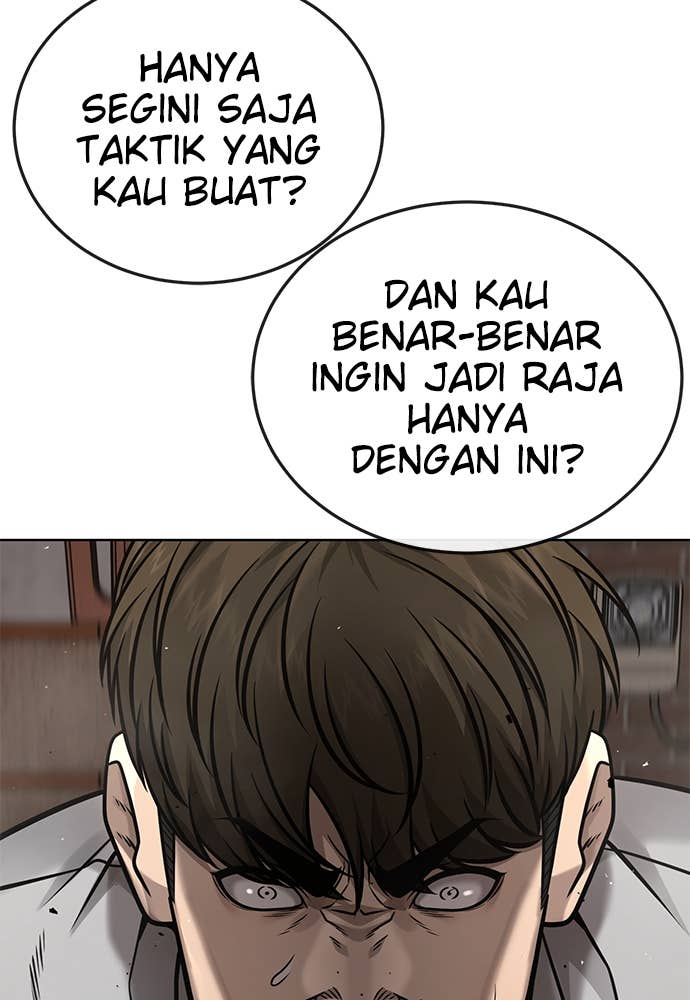 HANYA
SEGINI SAJA
TAKTIK YANG
KAU BUAT?
DAN KAU
BENAR-BENAR
INGIN JADI RAJA
HANYA
DENGAN INI?